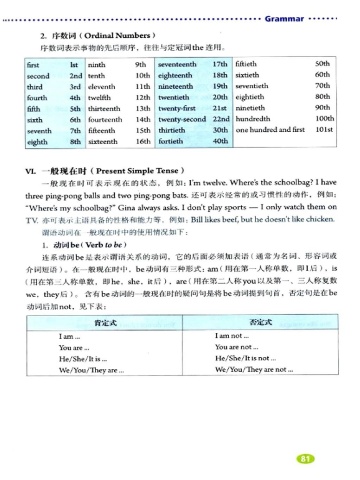 Grammar
2. 序数词 ( Ordinal Numbers )
序数词表示事物的先后顺序，往往与定冠词the连用。
first 1st ninth 9th seventeenth 17th fiftieth 50th
second 2nd tenth 10th eighteenth 18th sixtieth 60th
third 3rd eleventh 11th nineteenth 19th seventieth 70th
fourth 4th twelfth 12th twentieth 20th eightieth 80th
fifth 5th thirteenth 13th twenty-first 21st ninetieth 90th
sixth 6th fourteenth 14th twenty-second 22nd hundredth 100th
seventh 7th fifteenth 15th thirtieth 30th one hundred and first 101st
eighth 8th sixteenth 16th fortieth 40th
VI. 一般现在时 ( Present Simple Tense )
一般现在时可表示现在的状态，例如：I'm twelve. Where's the schoolbag? I have
three ping-pong balls and two ping-pong bats. 还可表示经常的或习惯性的动作，例如：
"Where's my schoolbag?" Gina always asks. I don't play sports — I only watch them on
TV. 亦可表示主语具备的性格和能力等，例如：Bill likes beef, but he doesn't like chicken.
谓语动词在一般现在时中的使用情况如下：
1. 动词be ( Verb to be )
连系动词be是表示谓语关系的动词，它的后面必须加表语（通常为名词、形容词或
介词短语）。在一般现在时中，be动词有三种形式：am（用在第一人称单数，即I后），is
（用在第三人称单数，即he，she，it后），are（用在第二人称you以及第一、三人称复数
we，they后）。含有be动词的一般现在时的疑问句是将be动词提到句首，否定句是在be
动词后加not，见下表：
肯定式 否定式
I am ... I am not ...
You are ... You are not ...
He/She/It is ... He/She/It is not ...
We/You/They are ... We/You/They are not ...
81